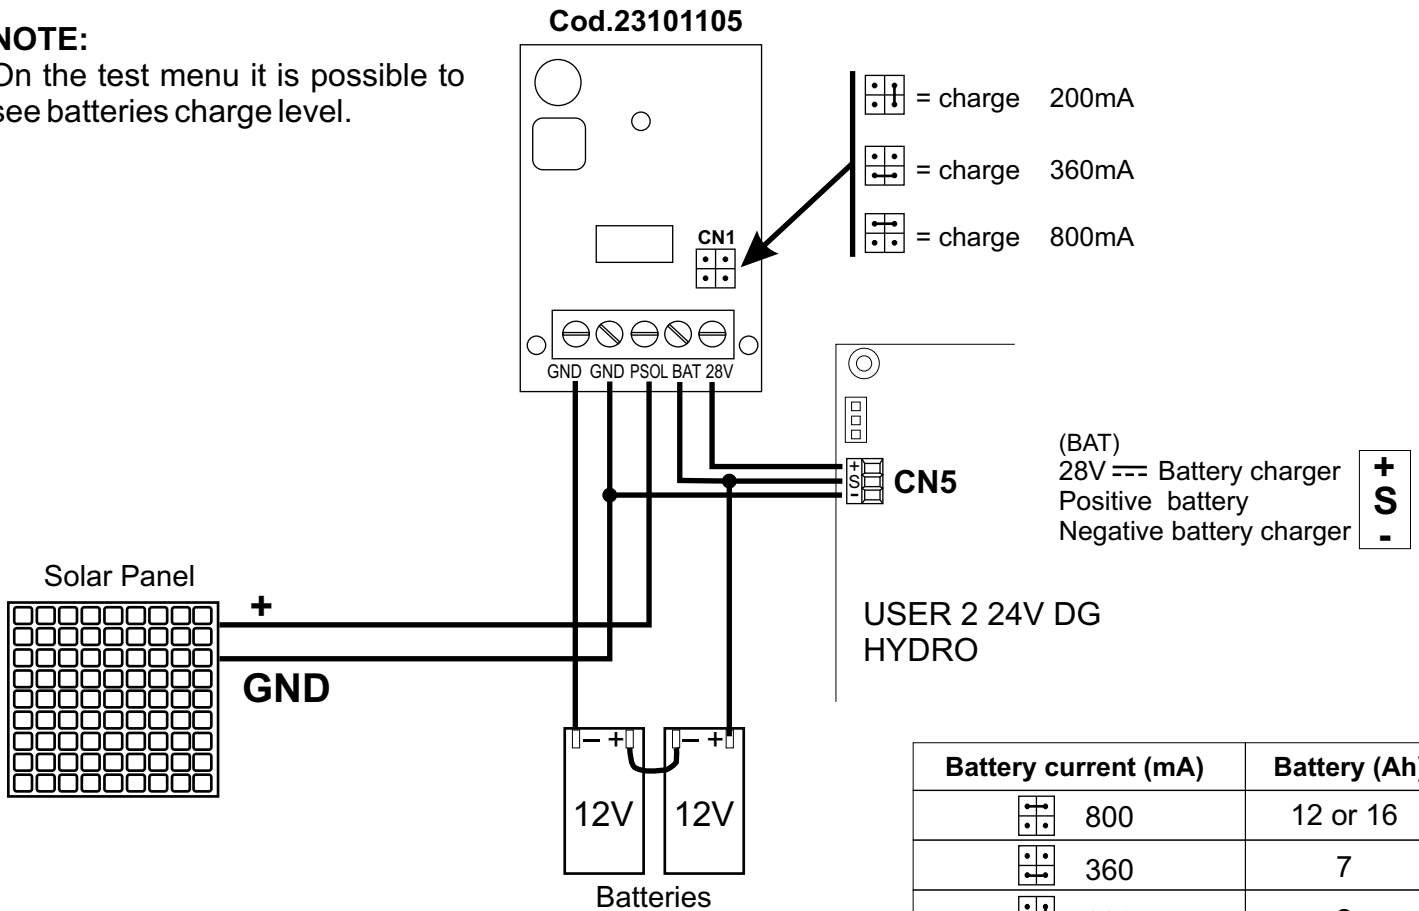 Cod.23101105
NOTE:
On the test menu it is possible to
see batteries charge level.
= charge 200mA
= charge 360mA
= charge 800mA
CN1
GND GND PSOL BAT 28V
+
S
-
CN5
(BAT)
28V Battery charger
Positive battery
Negative battery charger
+
S
-
Solar Panel
+
GND
USER 2 24V DG
HYDRO
- + - +
12V 12V
Batteries
Battery current (mA) Battery (Ah)
800 12 or 16
360 7